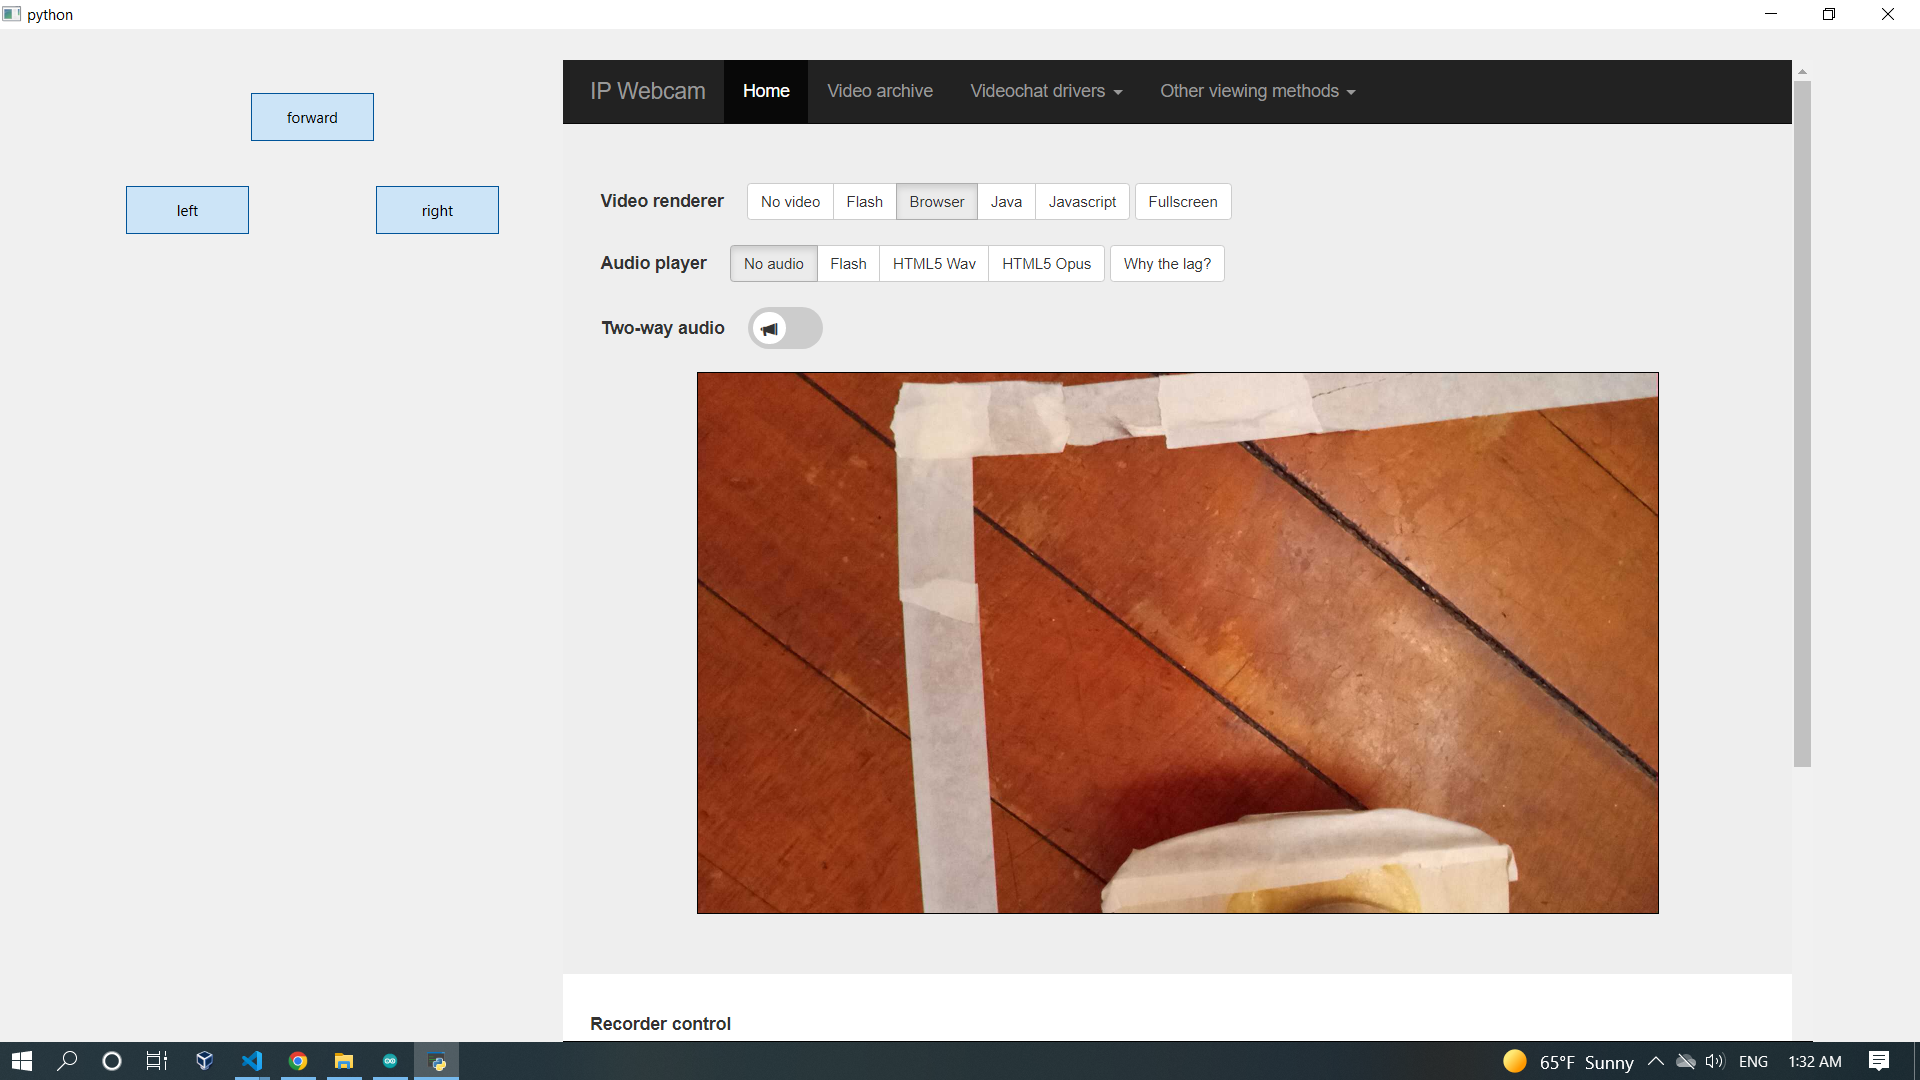 python
forward
left right
IP Webcam Home Video archive Videochat drivers Other viewing methods
Video renderer No video Flash Browser Java Javascript Fullscreen
Audio player No audio Flash HTML5 Wav HTML5 Opus Why the lag?
Two-way audio
Recorder control
65°F Sunny ENG 1:32 AM